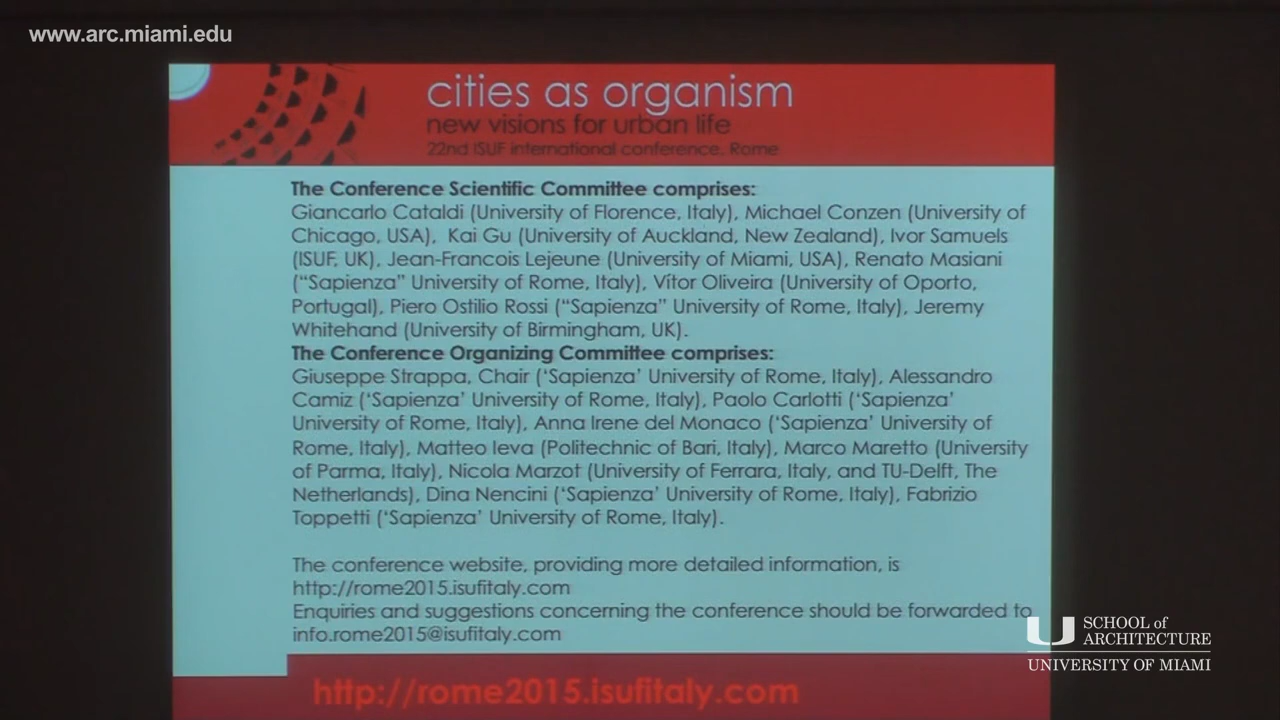 www.arc.miami.edu
cities as organism
new visions for urban life
22nd ISUF international conference, Rome
The Conference Scientific Committee comprises:
Giancarlo Cataldi (University of Florence, Italy), Michael Conzen (University of
Chicago, USA), Kai Gu (University of Auckland, New Zealand), Ivor Samuels
(ISUF, UK), Jean-Francois Lejeune (University of Miami, USA), Renato Masiani
(“Sapienza” University of Rome, Italy), Vítor Oliveira (University of Oporto,
Portugal), Piero Ostilio Rossi (“Sapienza” University of Rome, Italy), Jeremy
Whitehand (University of Birmingham, UK).
The Conference Organizing Committee comprises:
Giuseppe Strappa, Chair (‘Sapienza’ University of Rome, Italy), Alessandro
Camiz (‘Sapienza’ University of Rome, Italy), Paolo Carlotti (‘Sapienza’
University of Rome, Italy), Anna Irene del Monaco (‘Sapienza’ University of
Rome, Italy), Matteo Ieva (Politechnic of Bari, Italy), Marco Maretto (University
of Parma, Italy), Nicola Marzot (University of Ferrara, Italy, and TU-Delft, The
Netherlands), Dina Nencini (‘Sapienza’ University of Rome, Italy), Fabrizio
Toppetti (‘Sapienza’ University of Rome, Italy).
The conference website, providing more detailed information, is
http://rome2015.isufitaly.com
Enquiries and suggestions concerning the conference should be forwarded to
info.rome2015@isufitaly.com
http://rome2015.isufitaly.com
U SCHOOL of
ARCHITECTURE
UNIVERSITY OF MIAMI